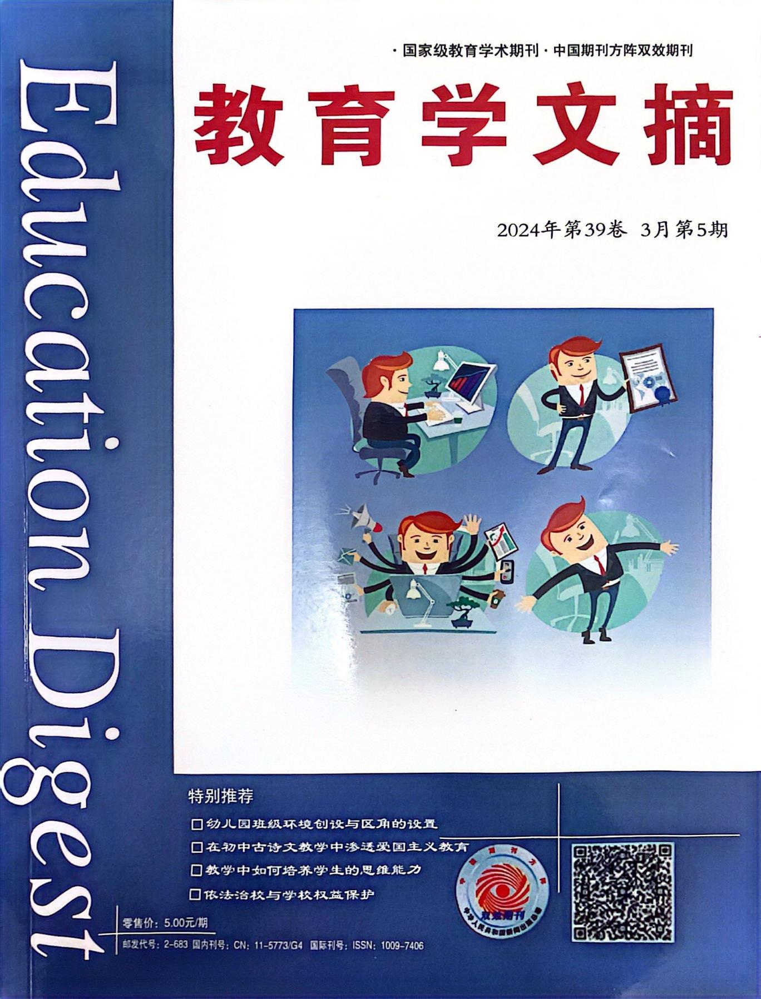 ·国家级教育学术期刊·中国期刊方阵双效期刊
教育学文摘
2024年第39卷 3月第5期
Education Digest
特别推荐
□幼儿园班级环境创设与区角的设置
□在初中古诗文教学中渗透爱国主义教育
□教学中如何培养学生的思维能力
□依法治校与学校权益保护
中国期刊方阵
双效期刊
中华人民共和国新闻出版总署
零售价：5.00元/期
邮发代号：2-683 国内刊号：CN：11-5773/G4 国际刊号：ISSN：1009-7406